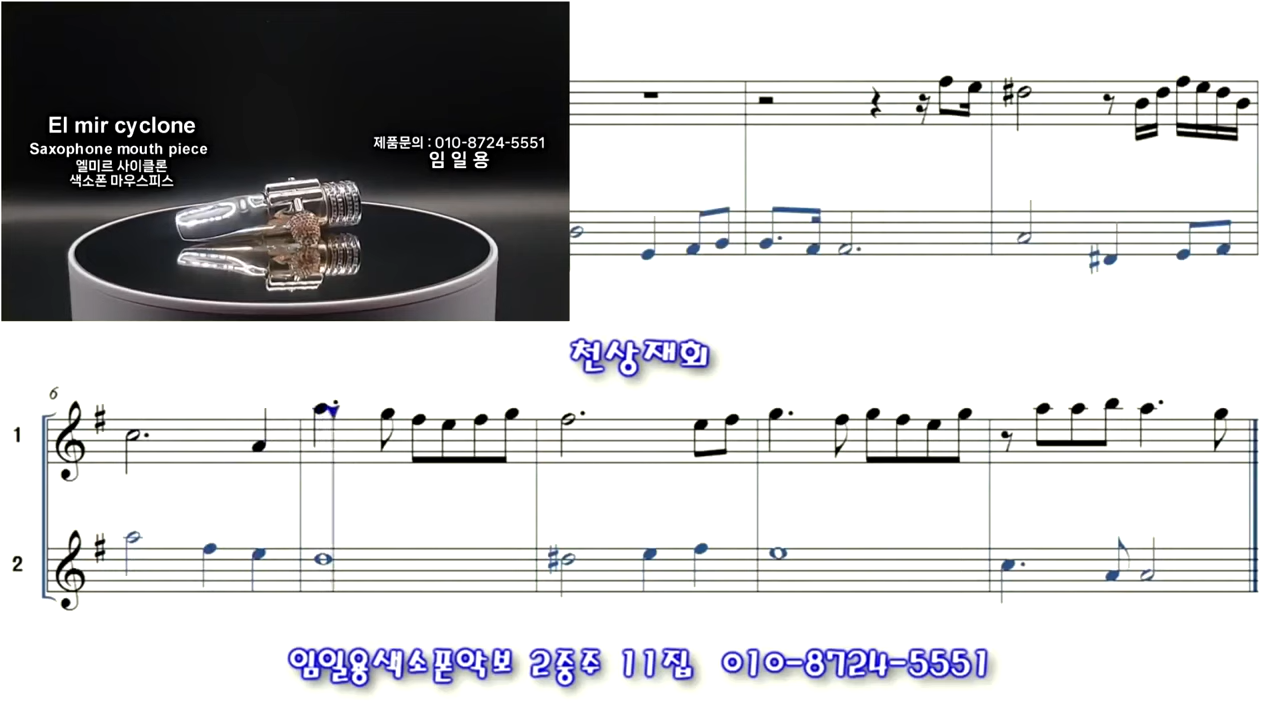 El mir cyclone
Saxophone mouth piece
엘미르 사이클론
색소폰 마우스피스
제품문의 : 010-8724-5551
임 일 용
천상재회
6
1
2
임일용색소폰악보 2중주 11집 010-8724-5551